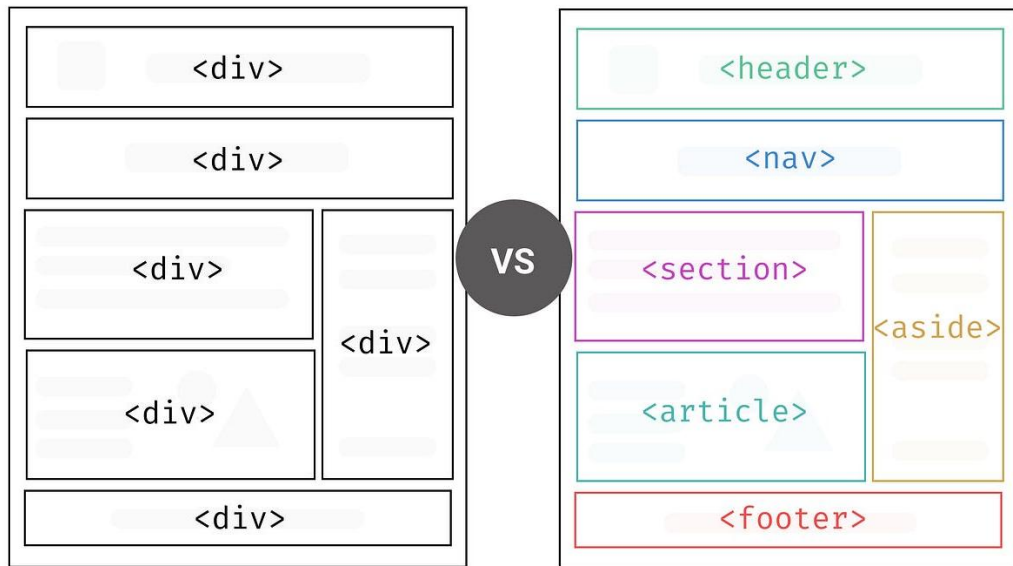 <div>
<div>
<div>
<div>
<div>
<div>
VS
<header>
<nav>
<section>
<aside>
<article>
<footer>